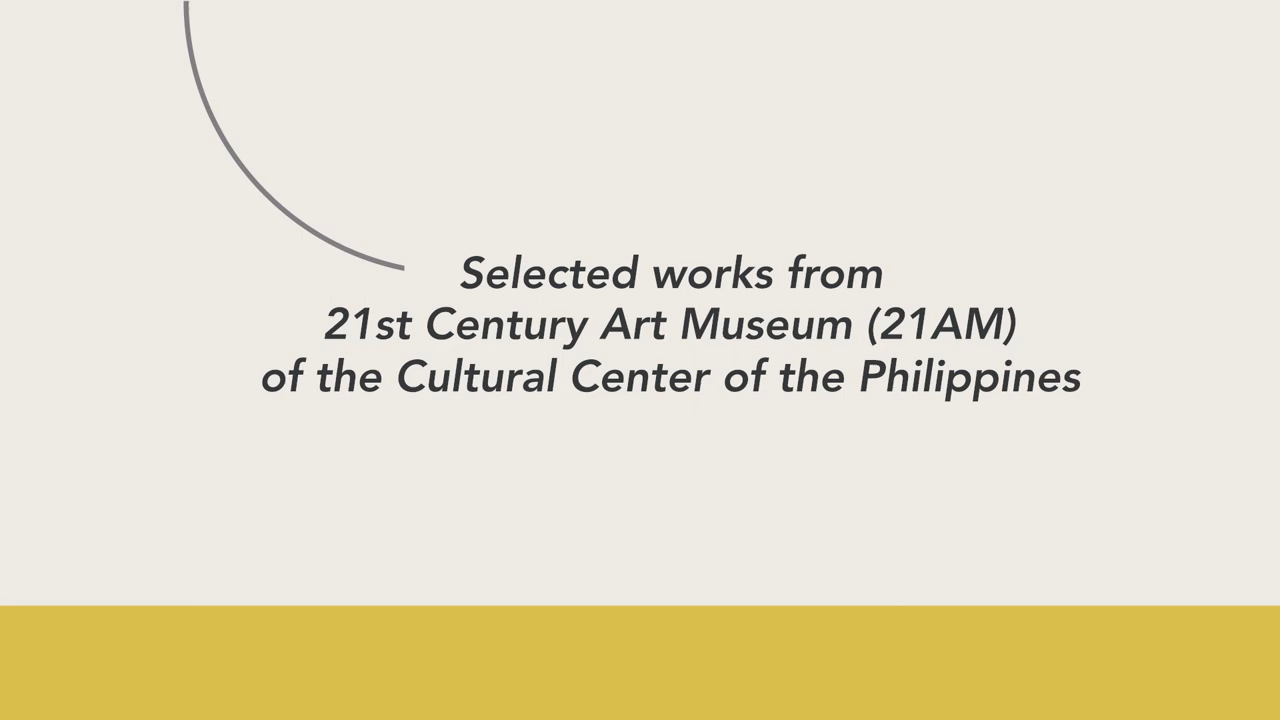 Selected works from
21st Century Art Museum (21AM)
of the Cultural Center of the Philippines